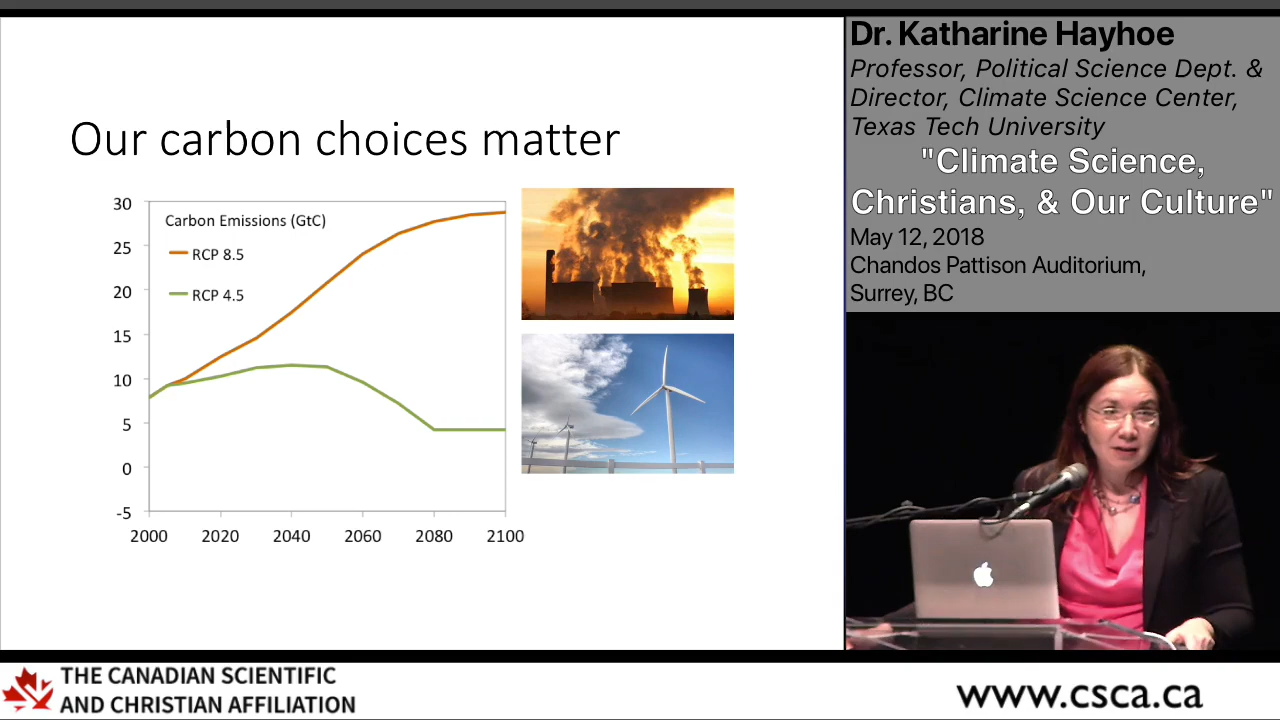 Our carbon choices matter
30
25
20
15
10
5
0
-5
Carbon Emissions (GtC)
RCP 8.5
RCP 4.5
2000 2020 2040 2060 2080 2100
Dr. Katharine Hayhoe
Professor, Political Science Dept. &
Director, Climate Science Center,
Texas Tech University
"Climate Science,
Christians, & Our Culture"
May 12, 2018
Chandos Pattison Auditorium,
Surrey, BC
THE CANADIAN SCIENTIFIC
AND CHRISTIAN AFFILIATION
www.csca.ca